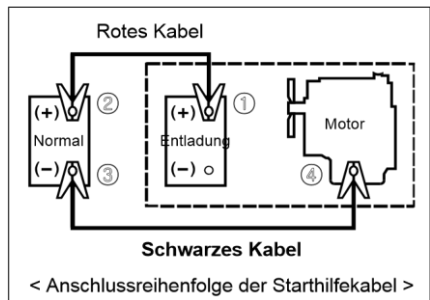 Rotes Kabel
(+) ② (+) ①
Normal Entladung Motor
(−) ③ (−) ④
Schwarzes Kabel
< Anschlussreihenfolge der Starthilfekabel >